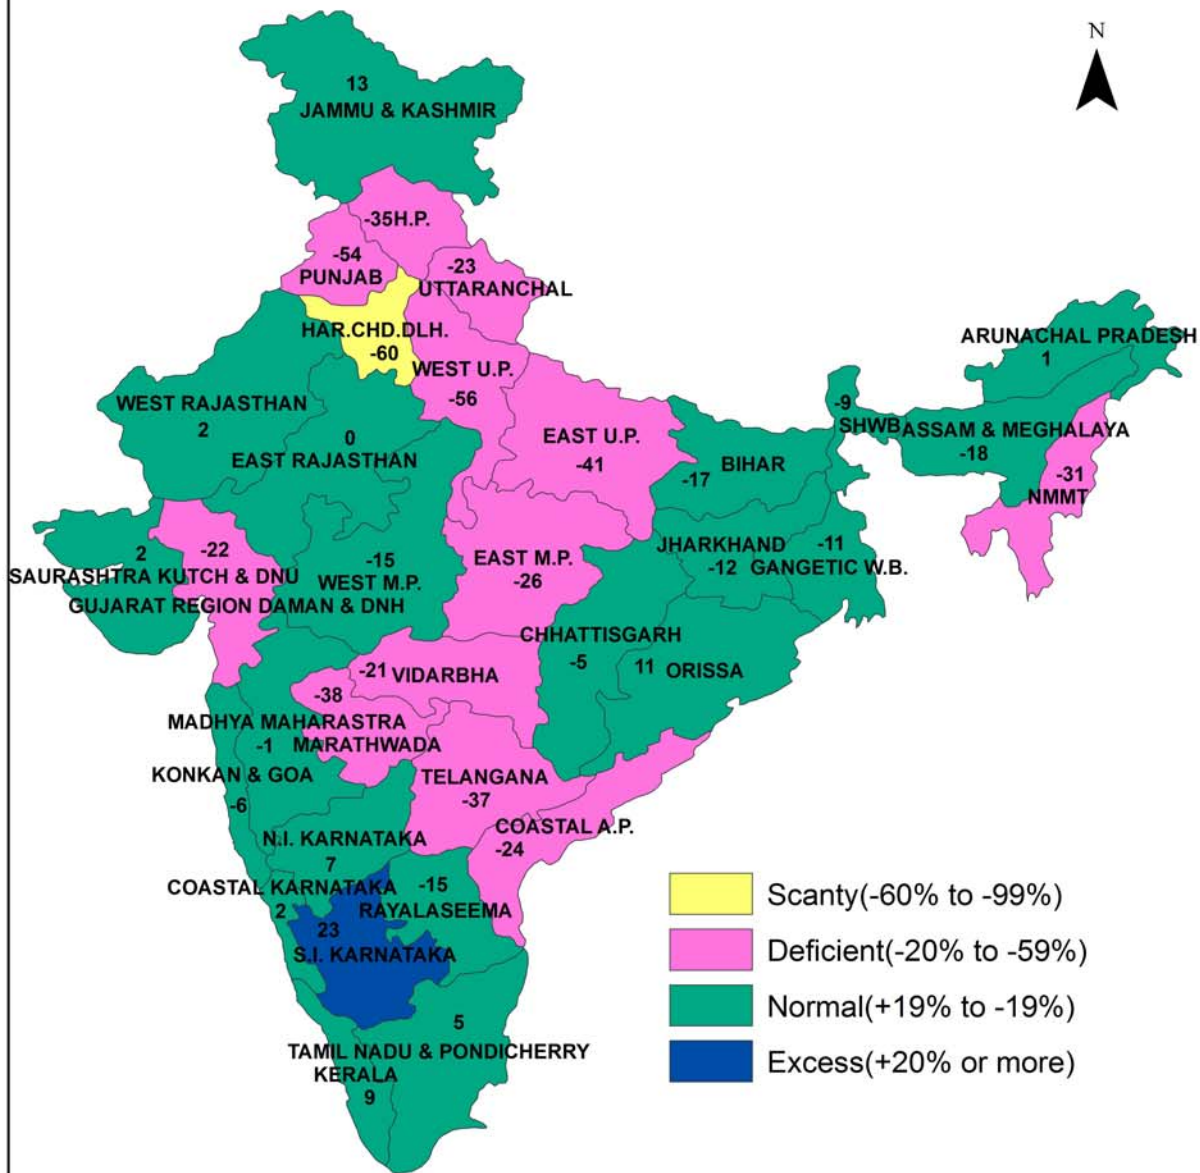 N
13
JAMMU & KASHMIR
-35H.P.
-54
PUNJAB
-23
UTTARANCHAL
HAR.CHD.DLH.
-60
WEST U.P.
-56
ARUNACHAL PRADESH
1
WEST RAJASTHAN
2
0
EAST RAJASTHAN
EAST U.P.
-41
-9
SHWB
ASSAM & MEGHALAYA
-18
BIHAR
-17
-31
NMMT
2
SAURASHTRA KUTCH & DNU
-22
GUJARAT REGION DAMAN & DNH
-15
WEST M.P.
EAST M.P.
-26
JHARKHAND
-12
-11
GANGETIC W.B.
CHHATTISGARH
-5
11 ORISSA
-21 VIDARBHA
-38
MARATHWADA
MADHYA MAHARASTRA
-1
KONKAN & GOA
-6
TELANGANA
-37
COASTAL A.P.
-24
N.I. KARNATAKA
7
COASTAL KARNATAKA
2
-15
RAYALASEEMA
23
S.I. KARNATAKA
5
TAMIL NADU & PONDICHERRY
KERALA
9
Scanty(-60% to -99%)
Deficient(-20% to -59%)
Normal(+19% to -19%)
Excess(+20% or more)